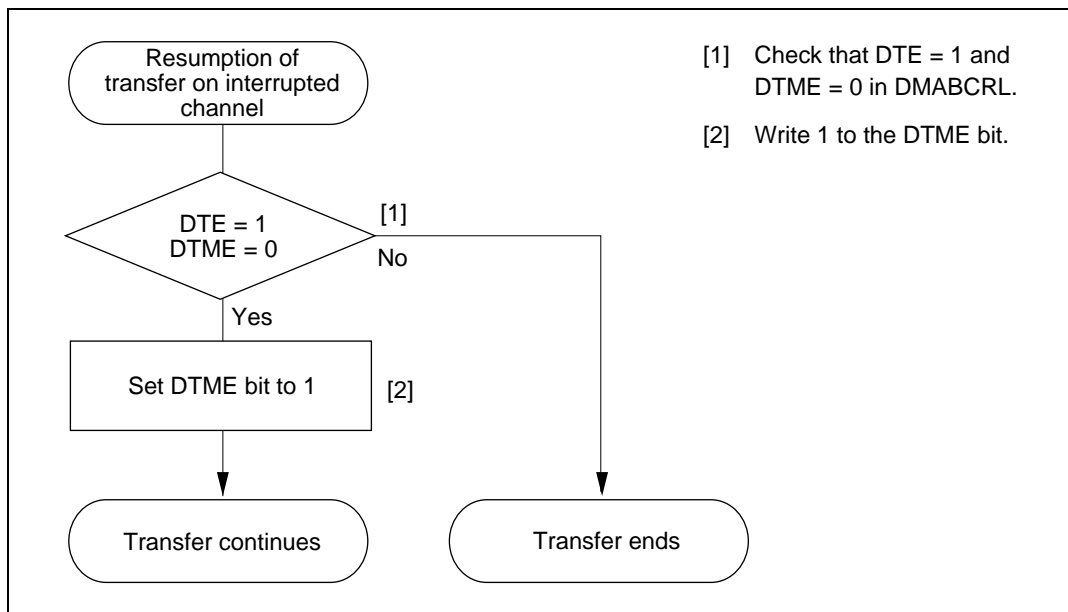 Resumption of
transfer on interrupted
channel
[1] Check that DTE = 1 and
DTME = 0 in DMABCRL.
[2] Write 1 to the DTME bit.
DTE = 1
DTME = 0
[1]
No
Yes
Set DTME bit to 1
[2]
Transfer continues
Transfer ends